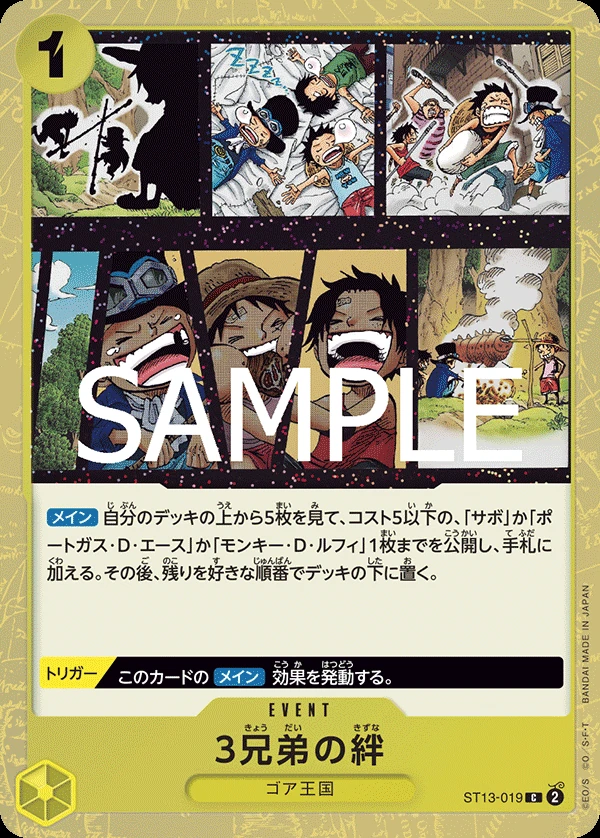 1
ZZZZ...
SAMPLE
メイン 自分のデッキの上から5枚を見て、コスト5以下の、「サボ」か「ポ
ートガス・D・エース」か「モンキー・D・ルフィ」1枚までを公開し、手札に
加える。その後、残りを好きな順番でデッキの下に置く。
トリガー このカードの メイン 効果を発動する。
EVENT
3兄弟の絆
ゴア王国
ST13-019 C 2
©E.O/S ©O./S・F・T BANDAI MADE IN JAPAN